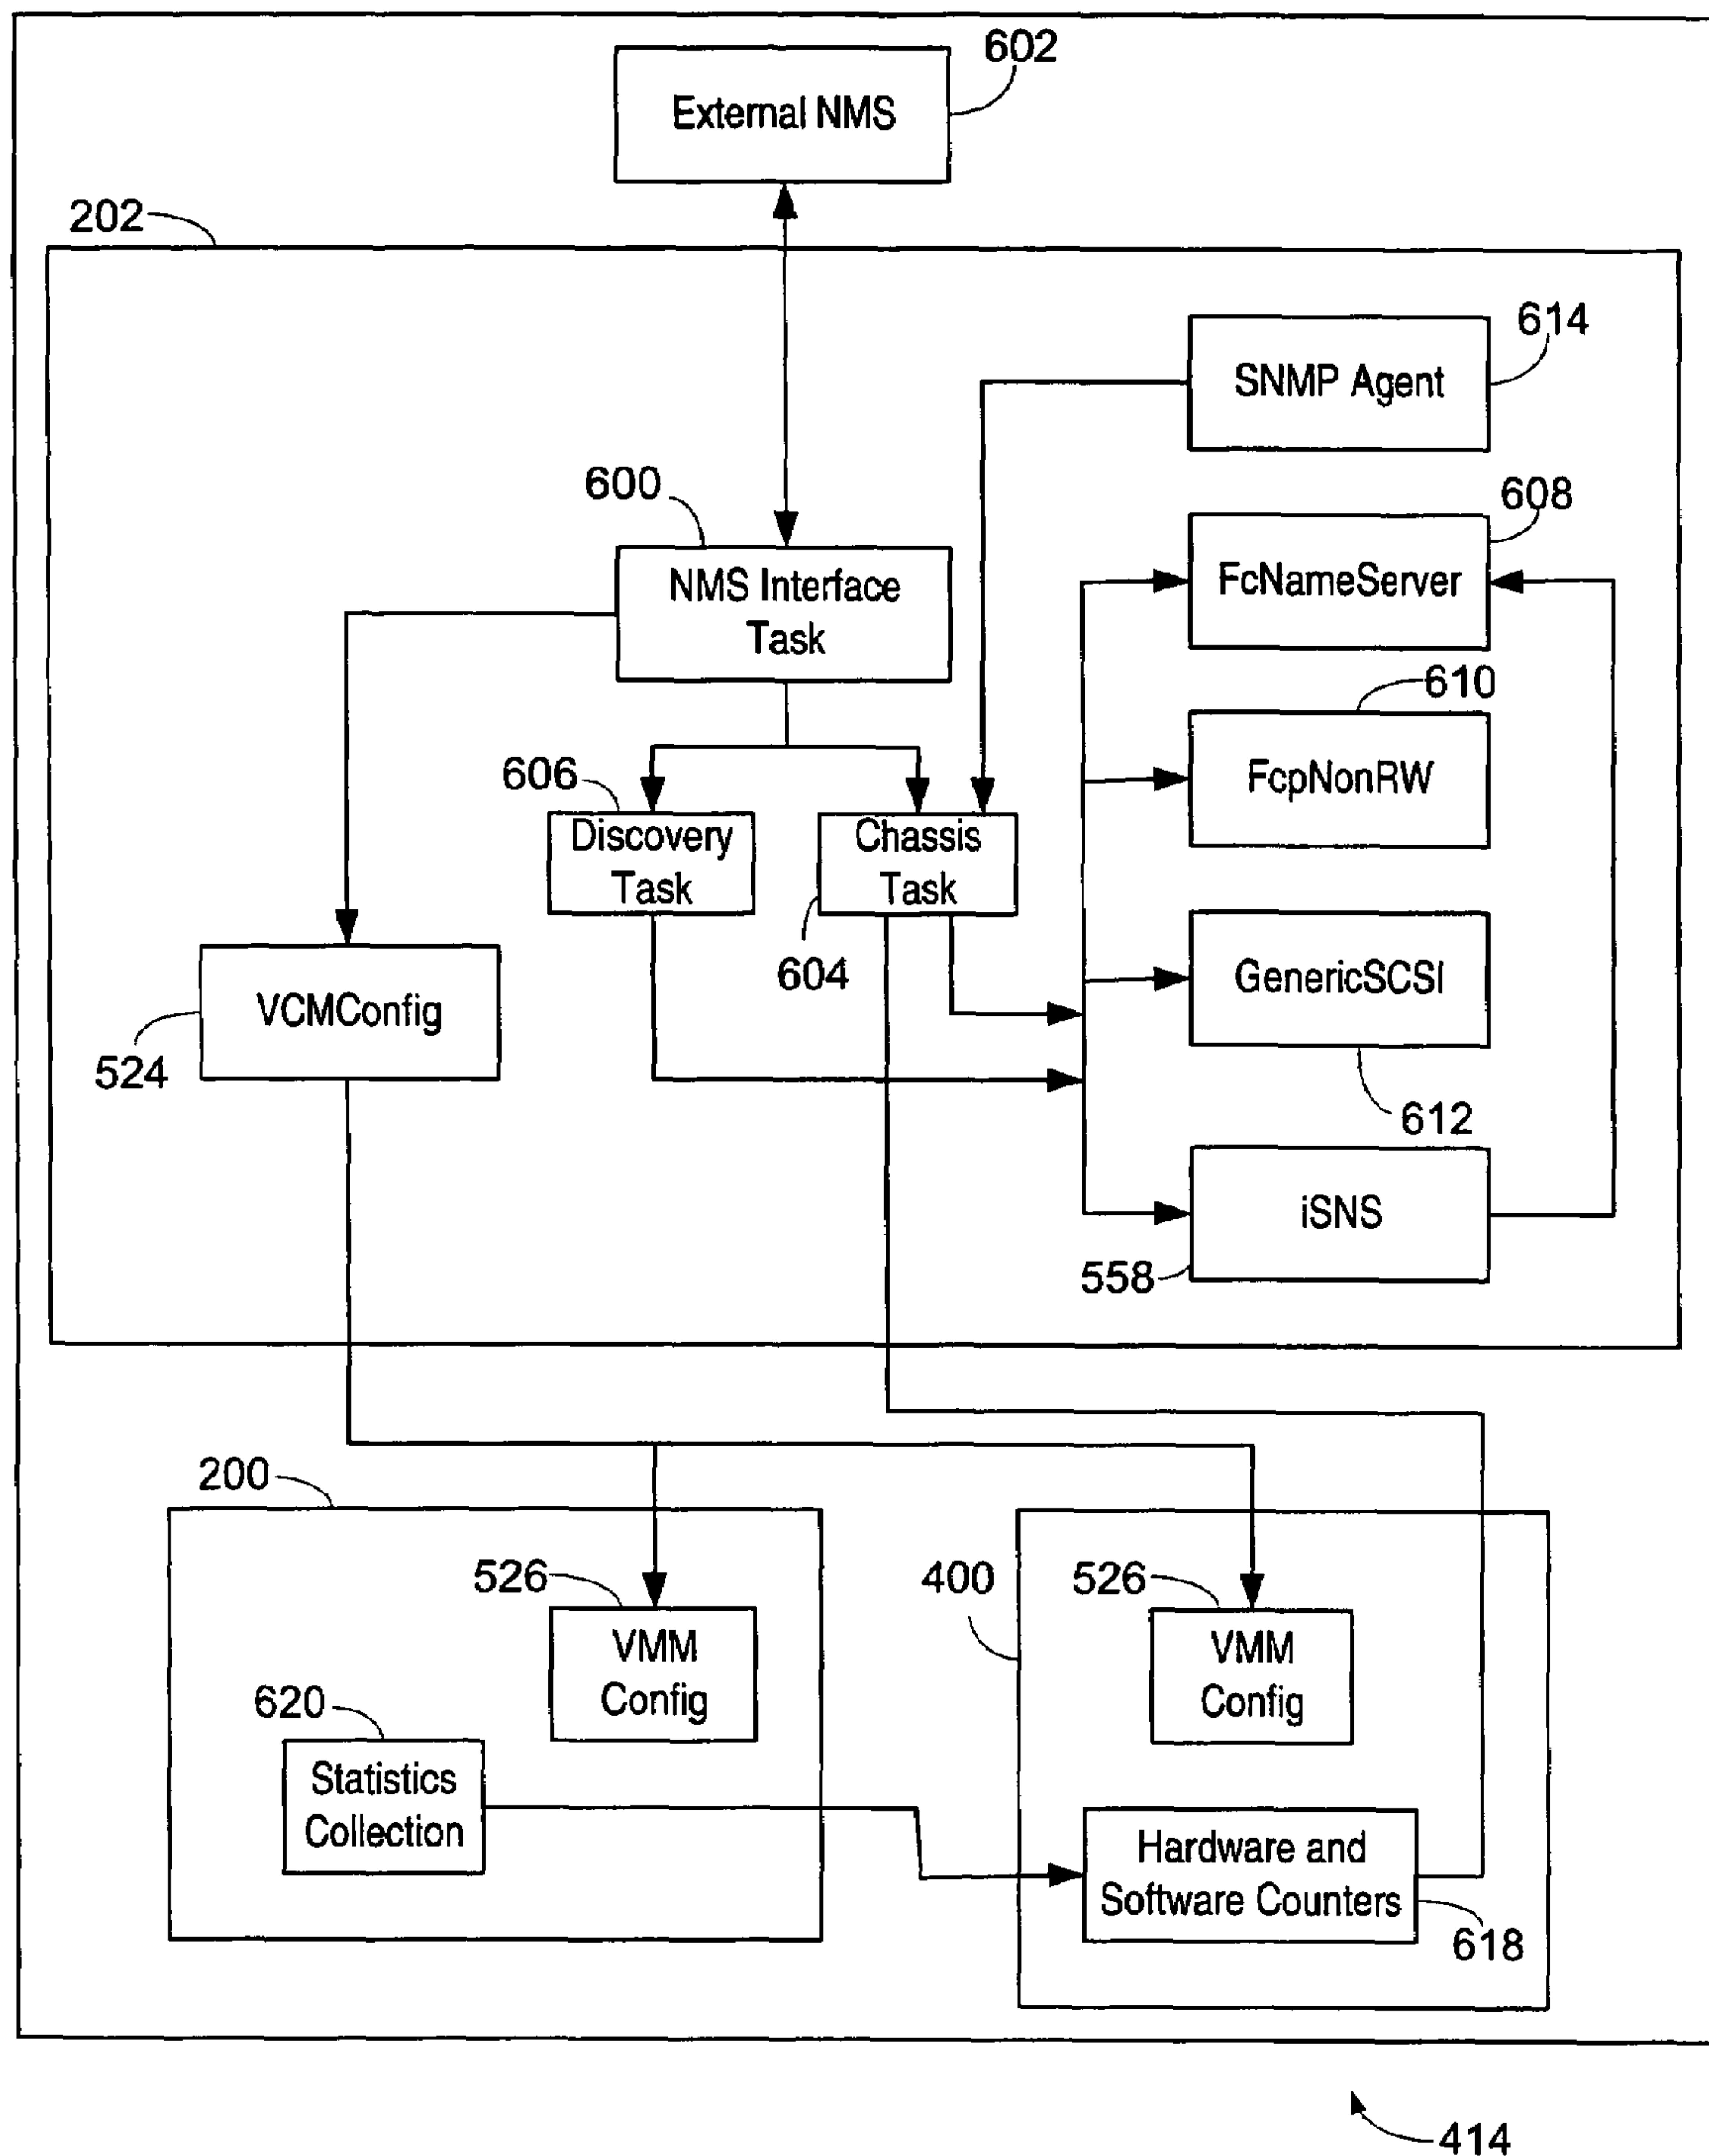 602
External NMS
202
614
SNMP Agent
600
608
NMS Interface
Task
FcNameServer
610
606
FcpNonRW
Discovery
Task
Chassis
Task
604
GenericSCSI
VCMConfig
524
612
iSNS
558
200
526
400
526
VMM
Config
VMM
Config
620
Statistics
Collection
Hardware and
Software Counters
618
414